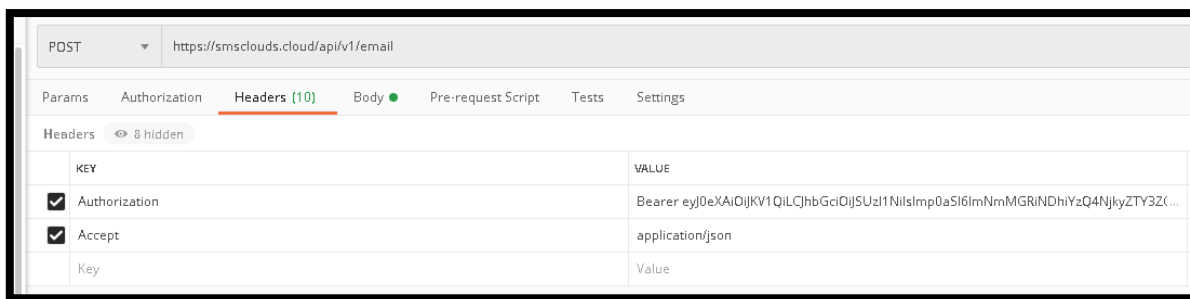 POST https://smsclouds.cloud/api/v1/email
Params Authorization Headers (10) Body Pre-request Script Tests Settings
Headers 8 hidden
KEY VALUE
Authorization Bearer eyJ0eXAiOiJKV1QiLCJhbGciOiJSUzI1NiIsImp0aSI6ImNmMGRiNDhiYzQ4NjkyZTY3Z(...
Accept application/json
Key Value